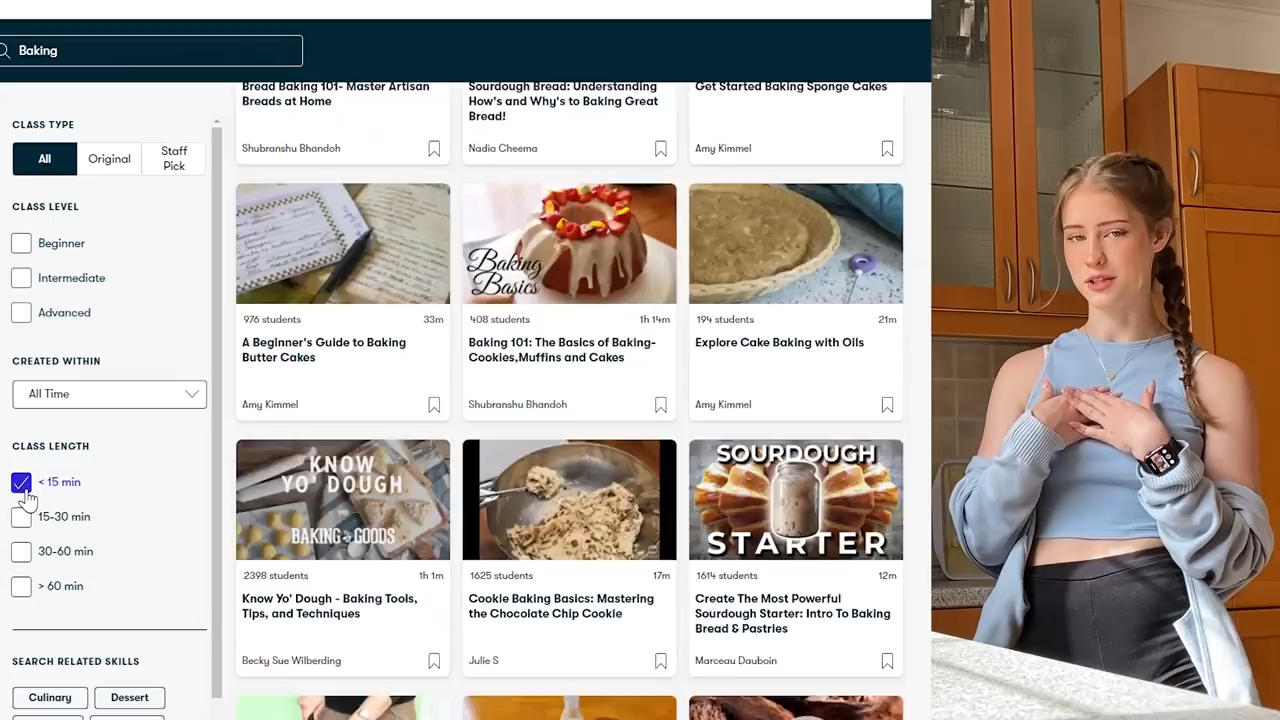 Baking
CLASS TYPE
All
Original
Staff
Pick
CLASS LEVEL
Beginner
Intermediate
Advanced
CREATED WITHIN
All Time
CLASS LENGTH
< 15 min
15-30 min
30-60 min
> 60 min
SEARCH RELATED SKILLS
Culinary
Dessert
Bread Baking 101- Master Artisan
Breads at Home
Shubranshu Bhandoh
Sourdough Bread: Understanding
How's and Why's to Baking Great
Bread!
Nadia Cheema
Get Started Baking Sponge Cakes
Amy Kimmel
976 students
33m
A Beginner's Guide to Baking
Butter Cakes
Amy Kimmel
Baking
Basics
408 students
1h 14m
Baking 101: The Basics of Baking-
Cookies,Muffins and Cakes
Shubranshu Bhandoh
194 students
21m
Explore Cake Baking with Oils
Amy Kimmel
KNOW
YO' DOUGH
BAKING GOODS
2398 students
1h 1m
Know Yo' Dough - Baking Tools,
Tips, and Techniques
Becky Sue Wilberding
1625 students
17m
Cookie Baking Basics: Mastering
the Chocolate Chip Cookie
Julie S
SOURDOUGH
STARTER
1614 students
12m
Create The Most Powerful
Sourdough Starter: Intro To Baking
Bread & Pastries
Marceau Dauboin